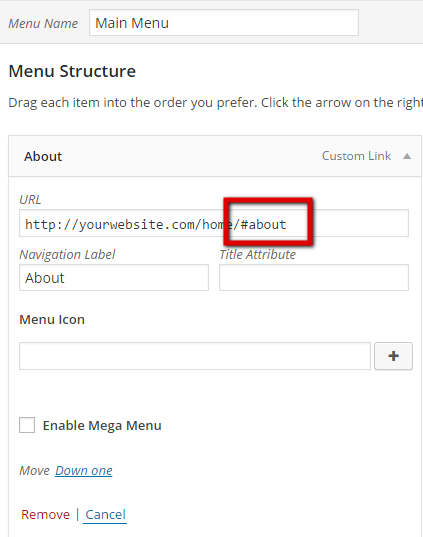 Menu Name Main Menu
Menu Structure
Drag each item into the order you prefer. Click the arrow on the right
About Custom Link
URL
http://yourwebsite.com/home/#about
Navigation Label Title Attribute
About
Menu Icon
+
Enable Mega Menu
Move Down one
Remove | Cancel